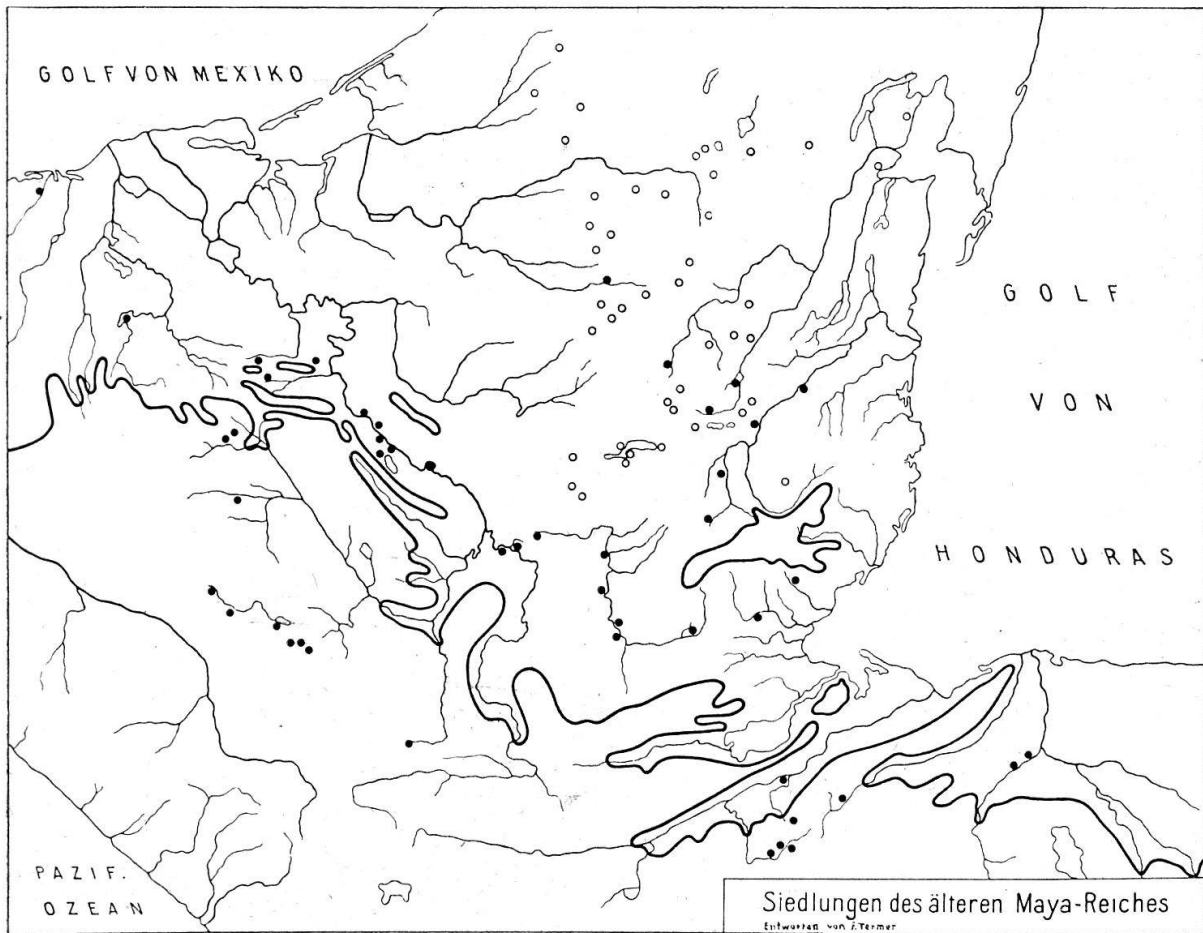 GOLF VON MEXIKO
GOLF
VON
HONDURAS
PAZIF.
OZEAN
Siedlungen des älteren Maya-Reiches
Entworfen von F. Termer